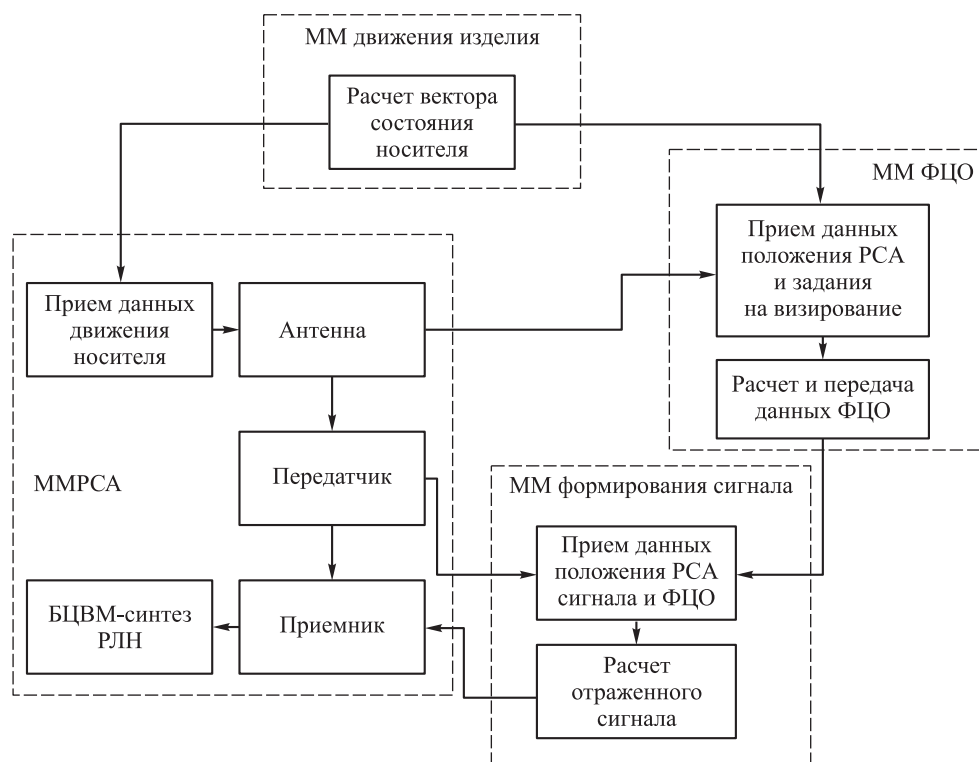 ММ движения изделия
Расчет вектора
состояния
носителя
ММ ФЦО
Прием данных
положения РСА
и задания
на визирование
Прием данных
движения
носителя
Антенна
Расчет и передача
данных ФЦО
ММРСА
Передатчик
ММ формирования сигнала
Прием данных
положения РСА
сигнала и ФЦО
БЦВМ-синтез
РЛН
Приемник
Расчет
отраженного
сигнала